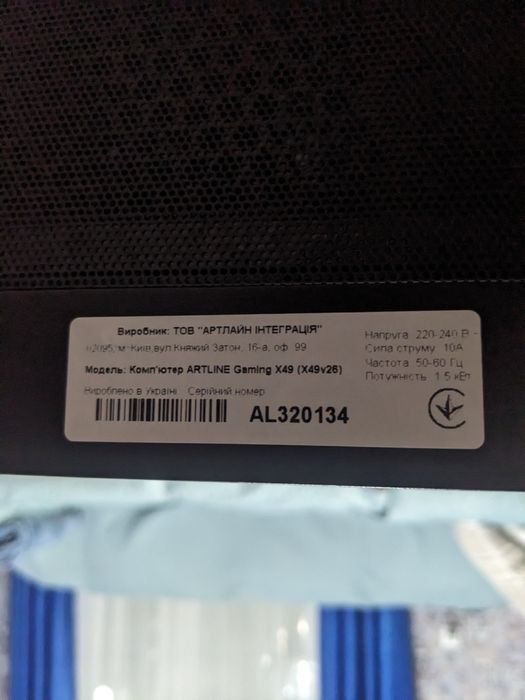 Виробник: ТОВ "АРТЛАЙН ІНТЕГРАЦІЯ"
02095, м. Київ, вул Княжий Затон, 16-а, оф. 99
Модель: Комп'ютер ARTLINE Gaming X49 (X49v26)
Вироблено в Україні Серійний номер
AL320134
Напруга 220-240 В ~
Сила струму 10А
Частота 50-60 Гц
Потужність 1.5 кВт